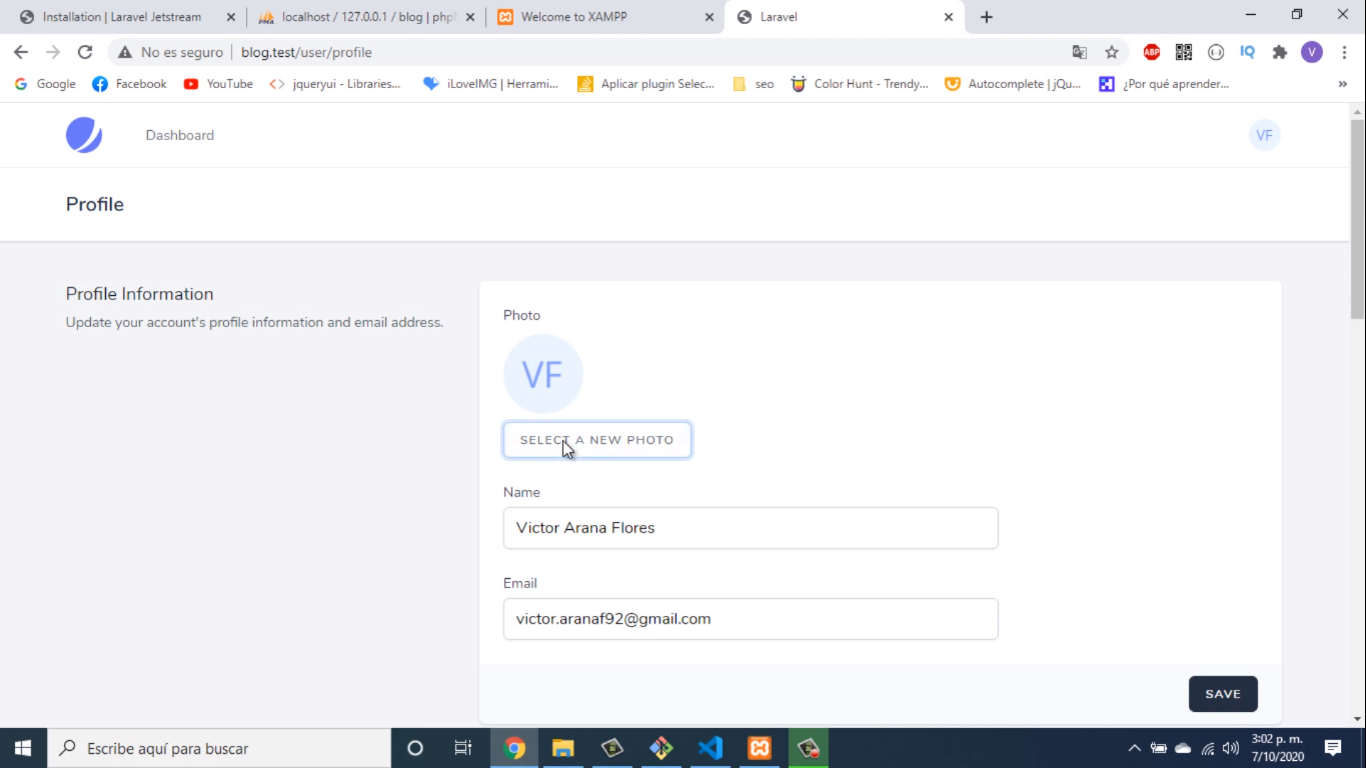 Installation | Laravel Jetstream
localhost / 127.0.0.1 / blog | php
Welcome to XAMPP
Laravel
No es seguro
blog.test/user/profile
ABP
IQ
V
Google
Facebook
YouTube
jqueryui - Libraries...
iLoveIMG | Herrami...
Aplicar plugin Selec...
seo
Color Hunt - Trendy...
Autocomplete | jQu...
¿Por qué aprender...
Dashboard
VF
Profile
Profile Information
Update your account's profile information and email address.
Photo
VF
SELECT A NEW PHOTO
Name
Victor Arana Flores
Email
victor.aranaf92@gmail.com
SAVE
Escribe aquí para buscar
3:02 p. m.
7/10/2020